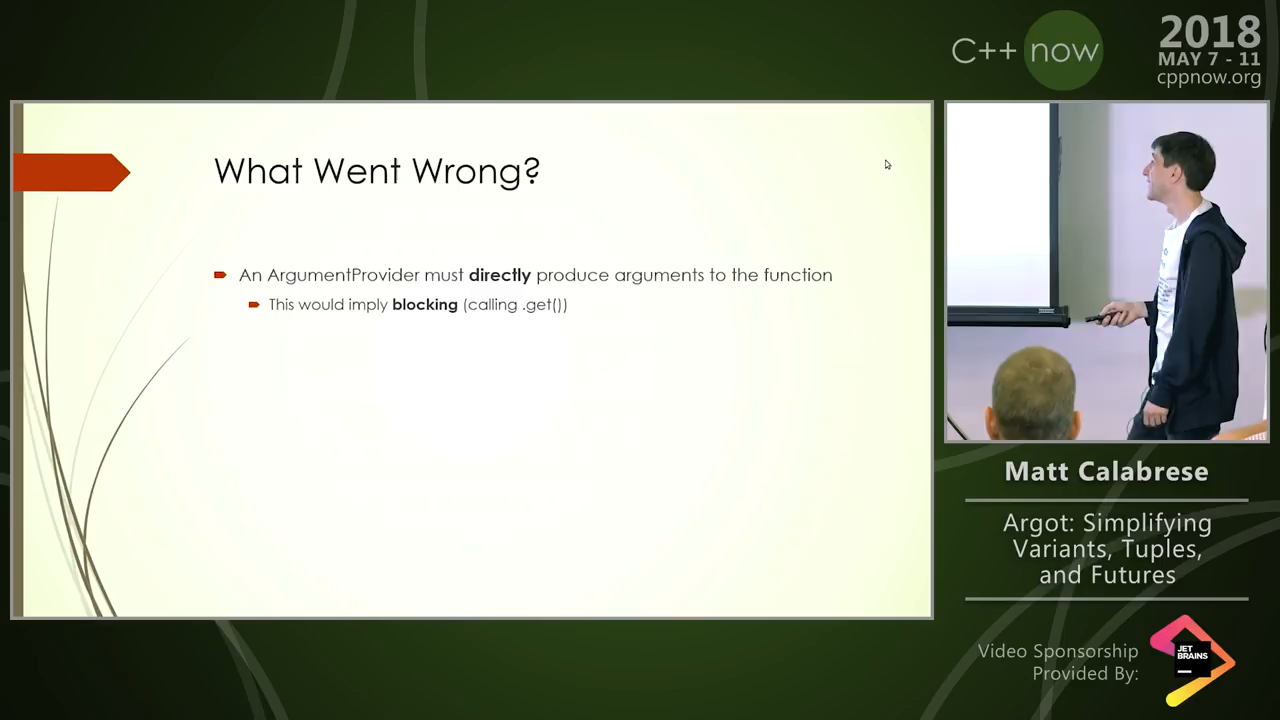 C++ now
2018
MAY 7 - 11
cppnow.org
What Went Wrong?
An ArgumentProvider must directly produce arguments to the function
This would imply blocking (calling .get())
Matt Calabrese
Argot: Simplifying
Variants, Tuples,
and Futures
Video Sponsorship
Provided By:
JET
BRAINS